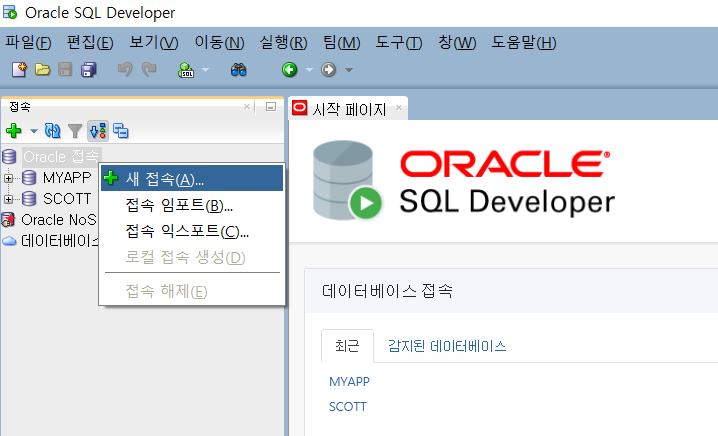 Oracle SQL Developer
파일(F) 편집(E) 보기(V) 이동(N) 실행(R) 팀(M) 도구(T) 창(W) 도움말(H)
SQL
접속
Oracle 접속
MYAPP
SCOTT
Oracle NoS
데이터베이스
새 접속(A)...
접속 임포트(B)...
접속 익스포트(C)...
로컬 접속 생성(D)
접속 해제(E)
시작 페이지
ORACLE
SQL Developer
데이터베이스 접속
최근 감지된 데이터베이스
MYAPP
SCOTT